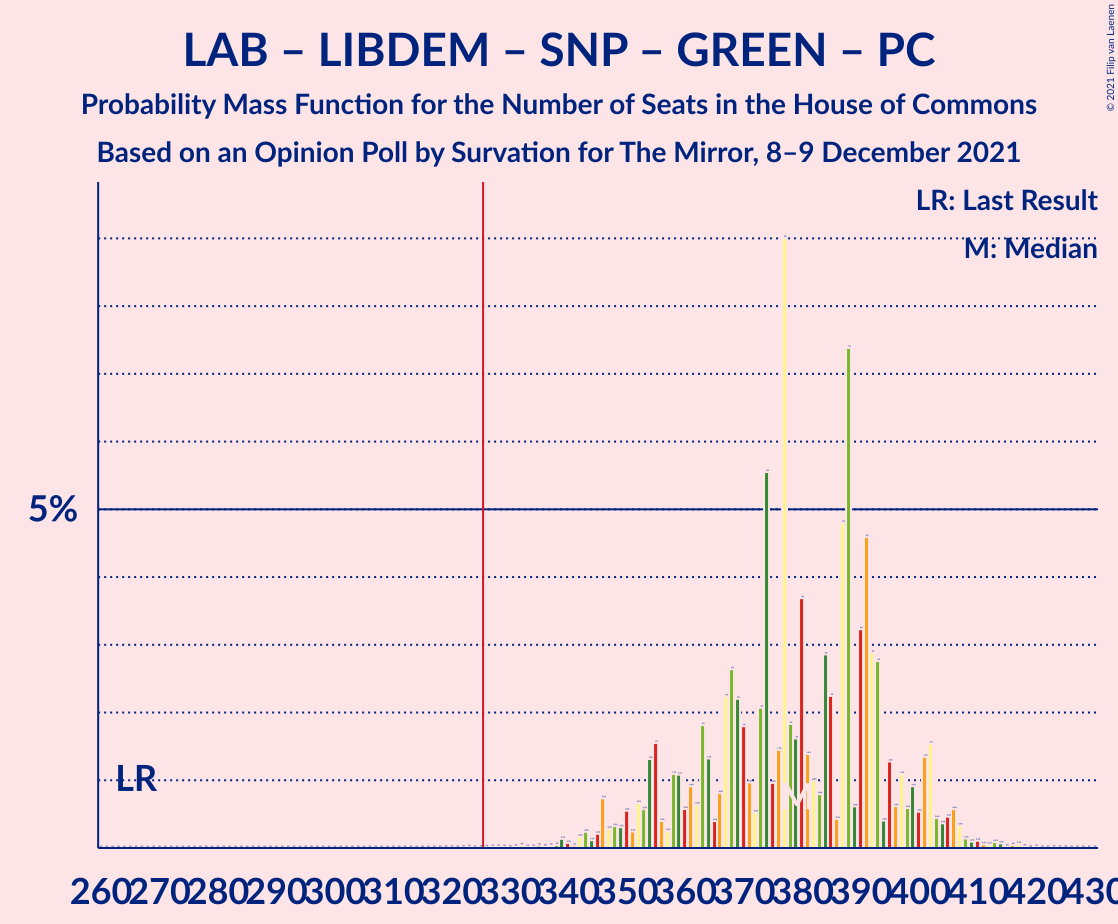 LAB – LIBDEM – SNP – GREEN – PC
Probability Mass Function for the Number of Seats in the House of Commons
Based on an Opinion Poll by Survation for The Mirror, 8–9 December 2021
© 2021 Filip van Laenen
LR: Last Result
M: Median
5%
LR
M
260 270 280 290 300 310 320 330 340 350 360 370 380 390 400 410 420 430